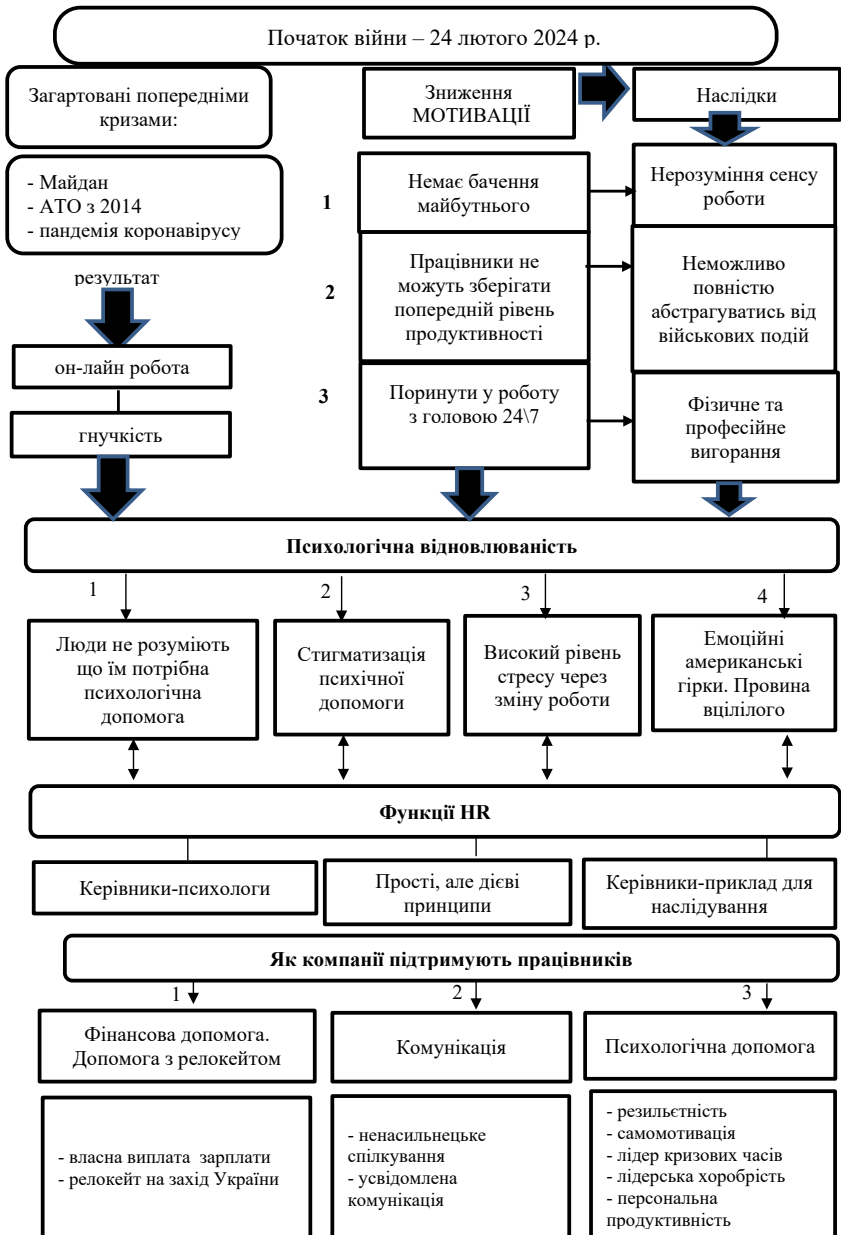 Початок війни – 24 лютого 2024 р.
Загартовані попередніми
кризами:
- Майдан
- АТО з 2014
- пандемія коронавірусу
результат
он-лайн робота
гнучкість
Зниження
МОТИВАЦІЇ
Наслідки
1
Немає бачення
майбутнього
Нерозуміння сенсу
роботи
2
Працівники не
можуть зберігати
попередній рівень
продуктивності
Неможливо
повністю
абстрагуватись від
військових подій
3
Поринути у роботу
з головою 24\7
Фізичне та
професійне
вигорання
Психологічна відновлюваність
1
Люди не розуміють
що їм потрібна
психологічна
допомога
2
Стигматизація
психічної
допомоги
3
Високий рівень
стресу через
зміну роботи
4
Емоційні
американські
гірки. Провина
вцілілого
Функції HR
Керівники-психологи
Прості, але дієві
принципи
Керівники-приклад для
наслідування
Як компанії підтримують працівників
1
Фінансова допомога.
Допомога з релокейтом
2
Комунікація
3
Психологічна допомога
- власна виплата зарплати
- релокейт на захід України
- ненасильнецьке
спілкування
- усвідомлена
комунікація
- резильєтність
- самомотивація
- лідер кризових часів
- лідерська хоробрість
- персональна
продуктивність